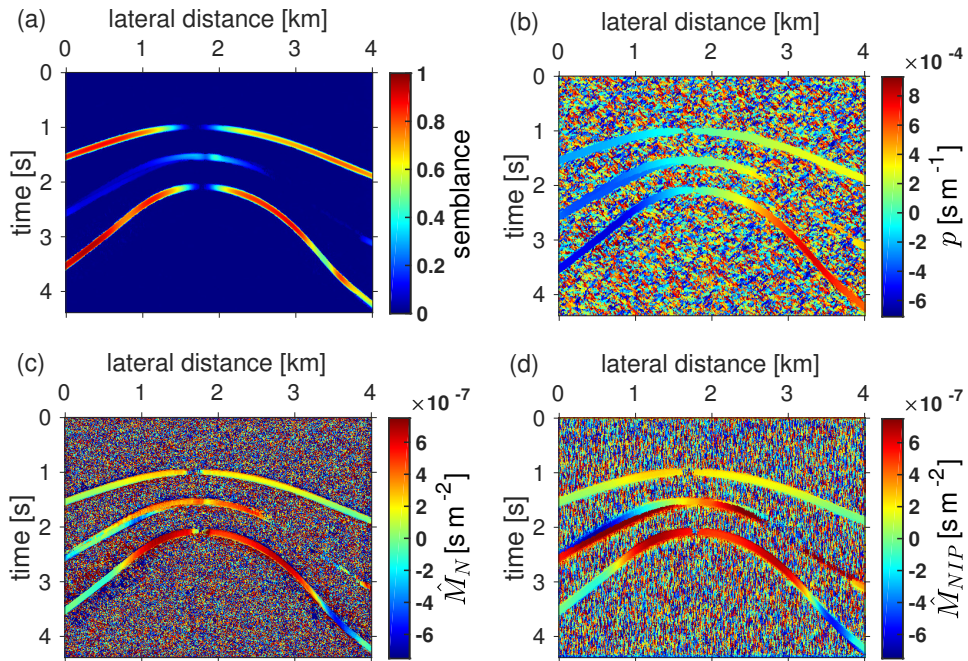 (a)
lateral distance [km]
0 1 2 3 4
0
1
2
3
4
time [s]
1
0.8
0.6
0.4
0.2
0
semblance
(b)
lateral distance [km]
0 1 2 3 4
0
1
2
3
4
time [s]
×10 -4
8
6
4
2
0
-2
-4
-6
p [s m -1]
(c)
lateral distance [km]
0 1 2 3 4
0
1
2
3
4
time [s]
×10 -7
6
4
2
0
-2
-4
-6
M̂N [s m -2]
(d)
lateral distance [km]
0 1 2 3 4
0
1
2
3
4
time [s]
×10 -7
6
4
2
0
-2
-4
-6
M̂NIP [s m -2]